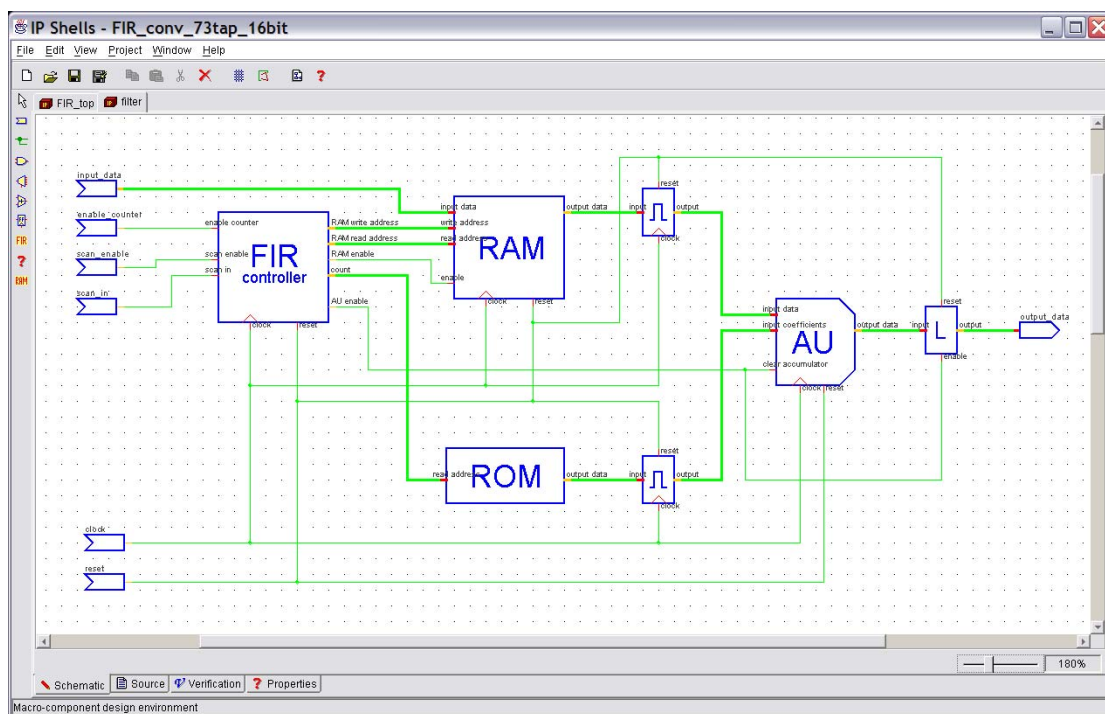 IP Shells - FIR_conv_73tap_16bit
File Edit View Project Window Help
FIR_top filter
input_data
enable_counter
scan_enable
scan_in
enable counter
scan enable
scan in
FIR
controller
clock reset
RAM write address
RAM read address
RAM enable
count
AU enable
input data
write address
read address
enable
RAM
clock reset
output data
reset
input output
clock
read address
ROM
output data
reset
input output
clock
input data
input coefficients
AU
clear accumulator
clock reset
output data
reset
input L output
enable
output_data
clock
reset
FIR
RAM
180%
Schematic Source Verification Properties
Macro-component design environment